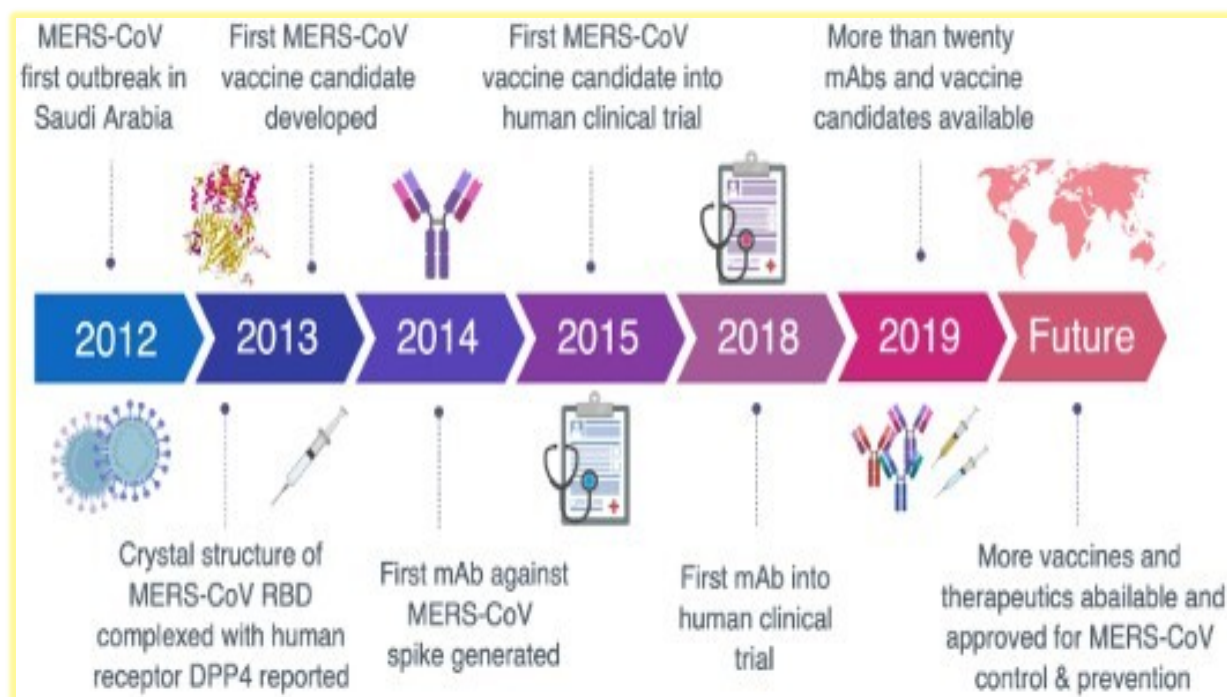 MERS-CoV
first outbreak in
Saudi Arabia
First MERS-CoV
vaccine candidate
developed
First MERS-CoV
vaccine candidate into
human clinical trial
More than twenty
mAbs and vaccine
candidates available
2012
2013
2014
2015
2018
2019
Future
Crystal structure of
MERS-CoV RBD
complexed with human
receptor DPP4 reported
First mAb against
MERS-CoV
spike generated
First mAb into
human clinical
trial
More vaccines and
therapeutics abailable and
approved for MERS-CoV
control & prevention